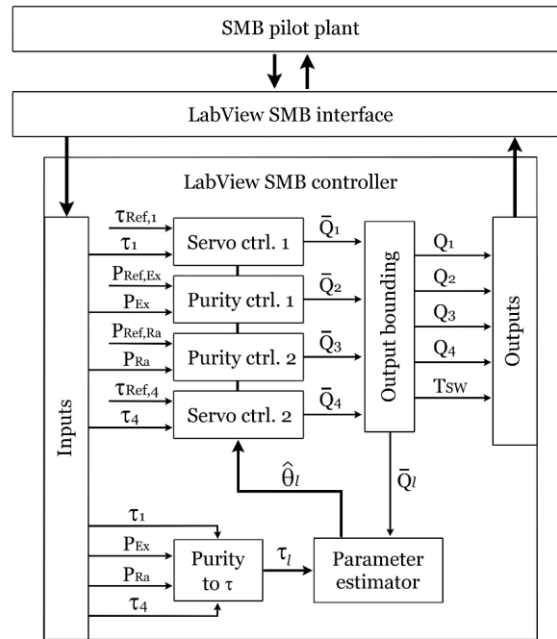 SMB pilot plant
LabView SMB interface
LabView SMB controller
Inputs
τRef,1
τ1
Servo ctrl. 1
Q̄1
PRef,Ex
PEx
Purity ctrl. 1
Q̄2
PRef,Ra
PRa
Purity ctrl. 2
Q̄3
τRef,4
τ4
Servo ctrl. 2
Q̄4
Output bounding
Q1
Q2
Q3
Q4
Tsw
Outputs
θ̂l
Q̄l
τ1
PEx
PRa
τ4
Purity
to τ
τl
Parameter
estimator